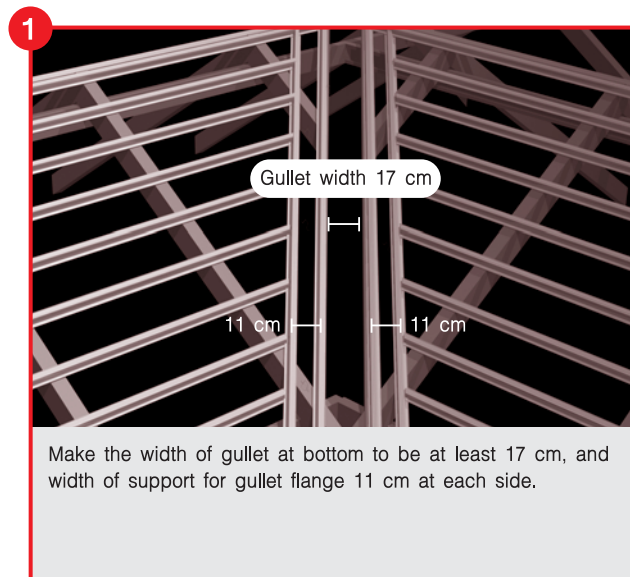 1
Gullet width 17 cm
11 cm 11 cm
Make the width of gullet at bottom to be at least 17 cm, and
width of support for gullet flange 11 cm at each side.